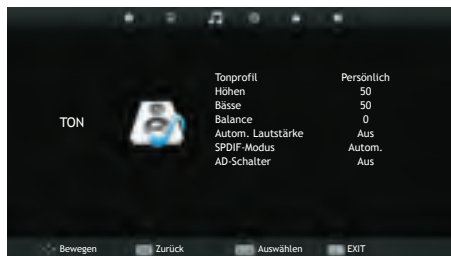 TON
Tonprofil Persönlich
Höhen 50
Bässe 50
Balance 0
Autom. Lautstärke Aus
SPDIF-Modus Autom.
AD-Schalter Aus
Bewegen Zurück Auswählen EXIT